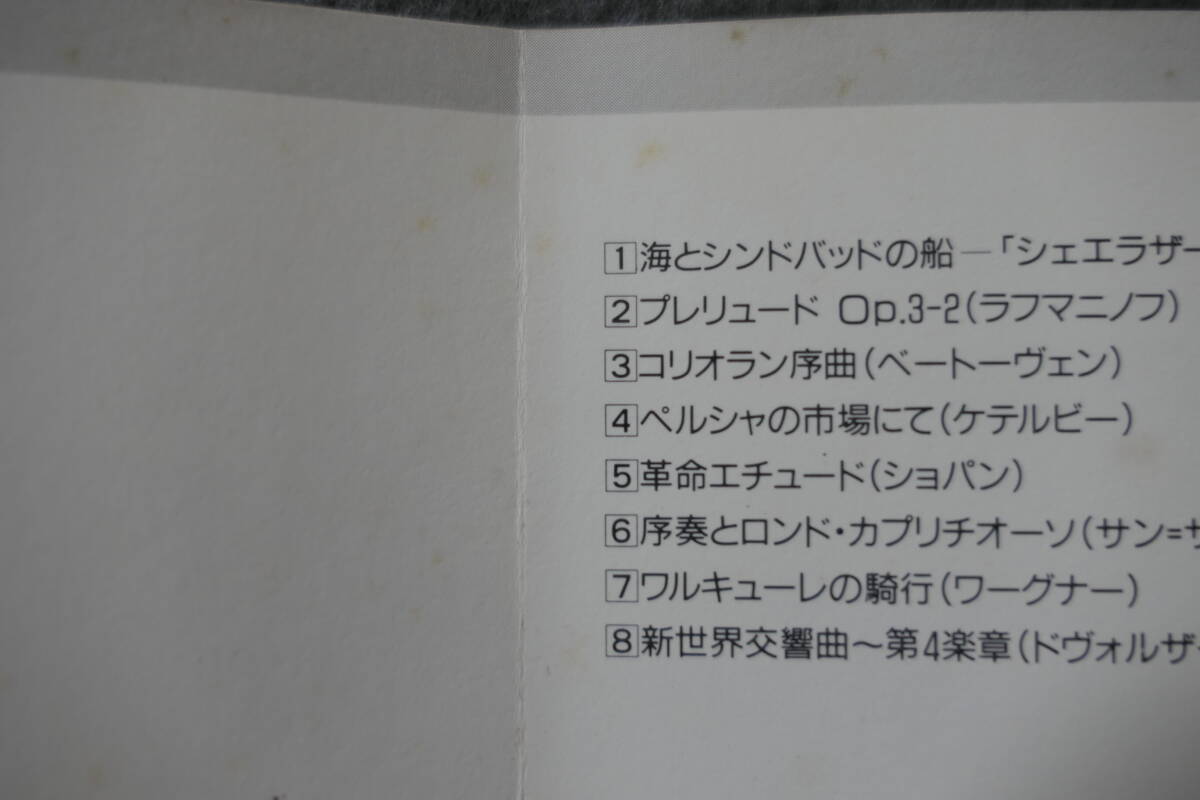 1 海とシンドバッドの船―「シェエラザー
2 プレリュード Op.3-2(ラフマニノフ)
3 コリオラン序曲(ベートーヴェン)
4 ペルシャの市場にて(ケテルビー)
5 革命エチュード(ショパン)
6 序奏とロンド・カプリチオーソ(サン=サ
7 ワルキューレの騎行(ワーグナー)
8 新世界交響曲〜第4楽章(ドヴォルザー